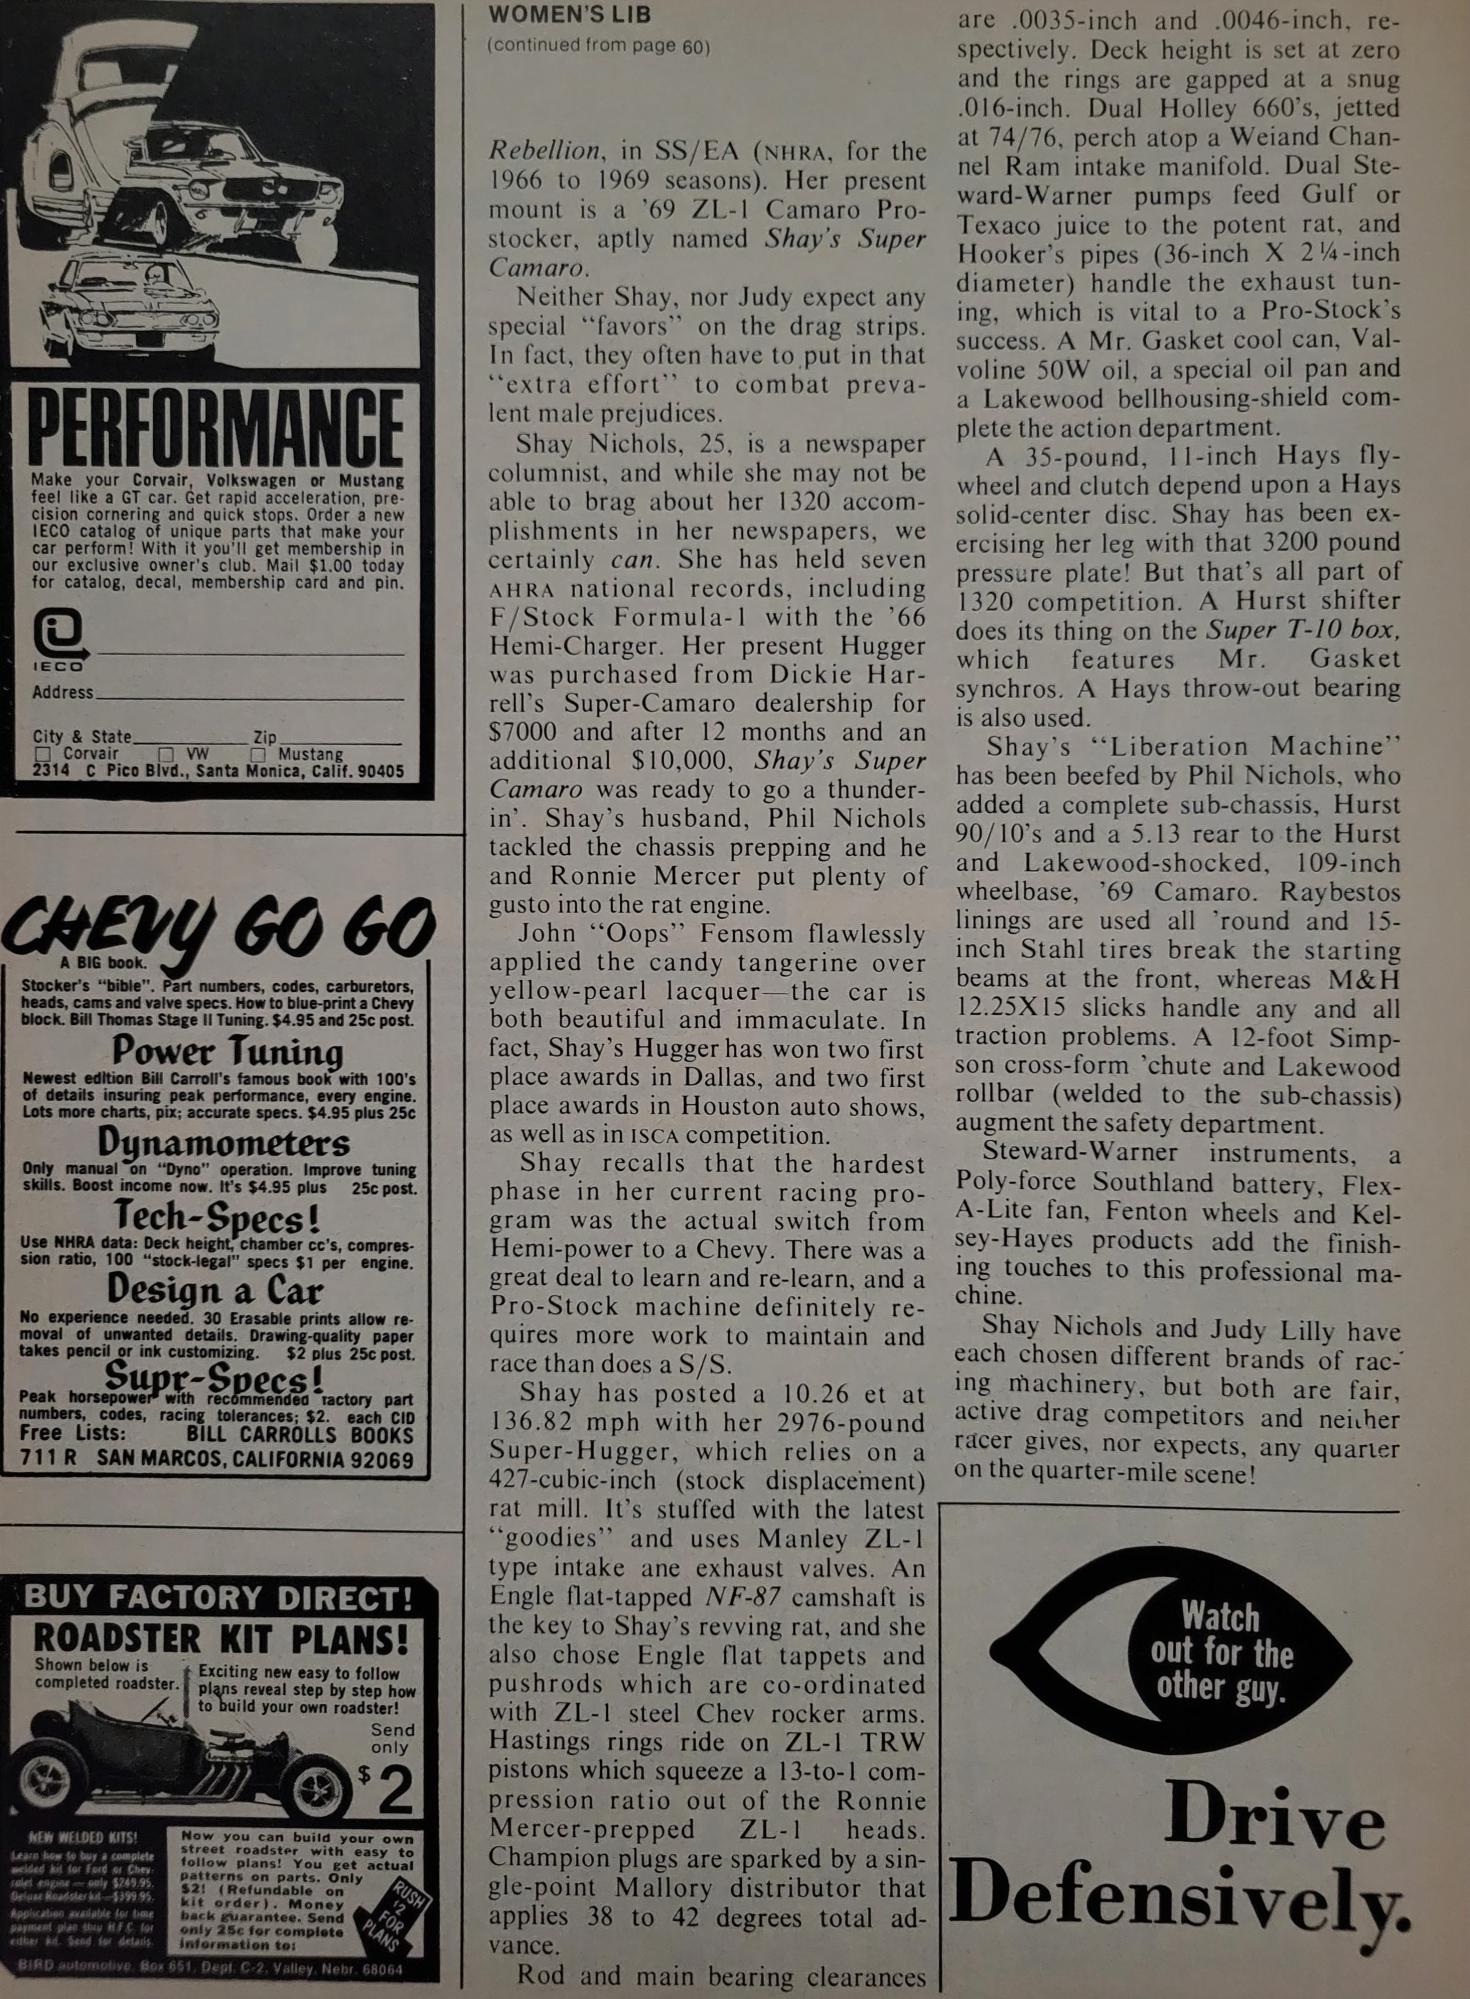 PERFORMANCE
Make your Corvair, Volkswagen or Mustang
feel like a GT car. Get rapid acceleration, pre-
cision cornering and quick stops. Order a new
IECO catalog of unique parts that make your
car perform! With it you'll get membership in
our exclusive owner's club. Mail $1.00 today
for catalog, decal, membership card and pin.
IECO
Address
City & State Zip
Corvair VW Mustang
2314 C Pico Blvd., Santa Monica, Calif. 90405
CHEVY GO GO
A BIG book.
Stocker's "bible". Part numbers, codes, carburetors,
heads, cams and valve specs. How to blue-print a Chevy
block. Bill Thomas Stage II Tuning. $4.95 and 25c post.
Power Tuning
Newest edition Bill Carroll's famous book with 100's
of details insuring peak performance, every engine.
Lots more charts, pix; accurate specs. $4.95 plus 25c
Dynamometers
Only manual on "Dyno" operation. Improve tuning
skills. Boost income now. It's $4.95 plus 25c post.
Tech-Specs!
Use NHRA data: Deck height, chamber cc's, compres-
sion ratio, 100 "stock-legal" specs $1 per engine.
Design a Car
No experience needed. 30 Erasable prints allow re-
moval of unwanted details. Drawing-quality paper
takes pencil or ink customizing. $2 plus 25c post.
Supr-Specs!
Peak horsepower with recommended factory part
numbers, codes, racing tolerances; $2. each CID
Free Lists: BILL CARROLLS BOOKS
711 R SAN MARCOS, CALIFORNIA 92069
BUY FACTORY DIRECT!
ROADSTER KIT PLANS!
Shown below is
completed roadster.
Exciting new easy to follow
plans reveal step by step how
to build your own roadster!
Send
only
$2
NEW WELDED KITS!
Learn how to buy a complete
welded kit for Ford or Chev-
rolet engine — only $249.95.
Deluxe Roadster kit—$399.95.
Application available for time
payment plan thru H.F.C. for
either kit. Send for details.
Now you can build your own
street roadster with easy to
follow plans! You get actual
patterns on parts. Only
$2! (Refundable on
kit order). Money
back guarantee. Send
only 25c for complete
information to:
RUSH
$2
FOR
PLANS
BIRD automotive, Box 651, Dept. C-2, Valley, Nebr. 68064
WOMEN'S LIB
(continued from page 60)
Rebellion, in SS/EA (NHRA, for the
1966 to 1969 seasons). Her present
mount is a '69 ZL-1 Camaro Pro-
stocker, aptly named Shay's Super
Camaro.
Neither Shay, nor Judy expect any
special "favors" on the drag strips.
In fact, they often have to put in that
"extra effort" to combat preva-
lent male prejudices.
Shay Nichols, 25, is a newspaper
columnist, and while she may not be
able to brag about her 1320 accom-
plishments in her newspapers, we
certainly can. She has held seven
AHRA national records, including
F/Stock Formula-1 with the '66
Hemi-Charger. Her present Hugger
was purchased from Dickie Har-
rell's Super-Camaro dealership for
$7000 and after 12 months and an
additional $10,000, Shay's Super
Camaro was ready to go a thunder-
in'. Shay's husband, Phil Nichols
tackled the chassis prepping and he
and Ronnie Mercer put plenty of
gusto into the rat engine.
John "Oops" Fensom flawlessly
applied the candy tangerine over
yellow-pearl lacquer—the car is
both beautiful and immaculate. In
fact, Shay's Hugger has won two first
place awards in Dallas, and two first
place awards in Houston auto shows,
as well as in ISCA competition.
Shay recalls that the hardest
phase in her current racing pro-
gram was the actual switch from
Hemi-power to a Chevy. There was a
great deal to learn and re-learn, and a
Pro-Stock machine definitely re-
quires more work to maintain and
race than does a S/S.
Shay has posted a 10.26 et at
136.82 mph with her 2976-pound
Super-Hugger, which relies on a
427-cubic-inch (stock displacement)
rat mill. It's stuffed with the latest
"goodies" and uses Manley ZL-1
type intake ane exhaust valves. An
Engle flat-tapped NF-87 camshaft is
the key to Shay's revving rat, and she
also chose Engle flat tappets and
pushrods which are co-ordinated
with ZL-1 steel Chev rocker arms.
Hastings rings ride on ZL-1 TRW
pistons which squeeze a 13-to-1 com-
pression ratio out of the Ronnie
Mercer-prepped ZL-1 heads.
Champion plugs are sparked by a sin-
gle-point Mallory distributor that
applies 38 to 42 degrees total ad-
vance.
Rod and main bearing clearances
are .0035-inch and .0046-inch, re-
spectively. Deck height is set at zero
and the rings are gapped at a snug
.016-inch. Dual Holley 660's, jetted
at 74/76, perch atop a Weiand Chan-
nel Ram intake manifold. Dual Ste-
ward-Warner pumps feed Gulf or
Texaco juice to the potent rat, and
Hooker's pipes (36-inch X 2¼-inch
diameter) handle the exhaust tun-
ing, which is vital to a Pro-Stock's
success. A Mr. Gasket cool can, Val-
voline 50W oil, a special oil pan and
a Lakewood bellhousing-shield com-
plete the action department.
A 35-pound, 11-inch Hays fly-
wheel and clutch depend upon a Hays
solid-center disc. Shay has been ex-
ercising her leg with that 3200 pound
pressure plate! But that's all part of
1320 competition. A Hurst shifter
does its thing on the Super T-10 box,
which features Mr. Gasket
synchros. A Hays throw-out bearing
is also used.
Shay's "Liberation Machine"
has been beefed by Phil Nichols, who
added a complete sub-chassis, Hurst
90/10's and a 5.13 rear to the Hurst
and Lakewood-shocked, 109-inch
wheelbase, '69 Camaro. Raybestos
linings are used all 'round and 15-
inch Stahl tires break the starting
beams at the front, whereas M&H
12.25X15 slicks handle any and all
traction problems. A 12-foot Simp-
son cross-form 'chute and Lakewood
rollbar (welded to the sub-chassis)
augment the safety department.
Steward-Warner instruments, a
Poly-force Southland battery, Flex-
A-Lite fan, Fenton wheels and Kel-
sey-Hayes products add the finish-
ing touches to this professional ma-
chine.
Shay Nichols and Judy Lilly have
each chosen different brands of rac-
ing machinery, but both are fair,
active drag competitors and neither
racer gives, nor expects, any quarter
on the quarter-mile scene!
Watch
out for the
other guy.
Drive
Defensively.